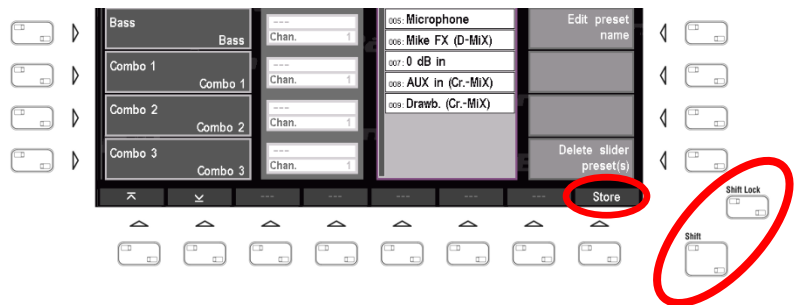 Bass
Bass
Combo 1
Combo 1
Combo 2
Combo 2
Combo 3
Combo 3
---
Chan. 1
---
Chan. 1
---
Chan. 1
---
Chan. 1
005: Microphone
006: Mike FX (D-MiX)
007: 0 dB in
008: AUX in (Cr.-MiX)
009: Drawb. (Cr.-MiX)
Edit preset
name
Delete slider
preset(s)
--- --- --- --- --- Store
Shift Lock
Shift